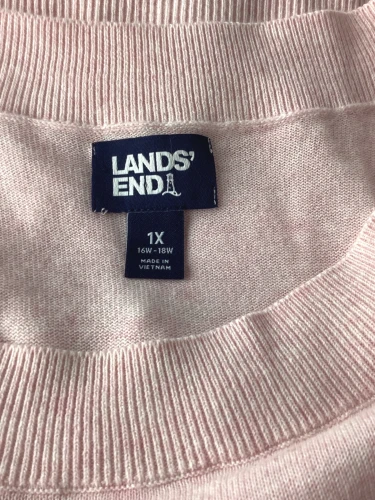 LANDS'
END
1X
16W - 18W
MADE IN
VIETNAM